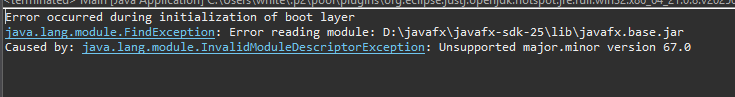 Error occurred during initialization of boot layer
java.lang.module.FindException: Error reading module: D:\javafx\javafx-sdk-25\lib\javafx.base.jar
Caused by: java.lang.module.InvalidModuleDescriptorException: Unsupported major.minor version 67.0